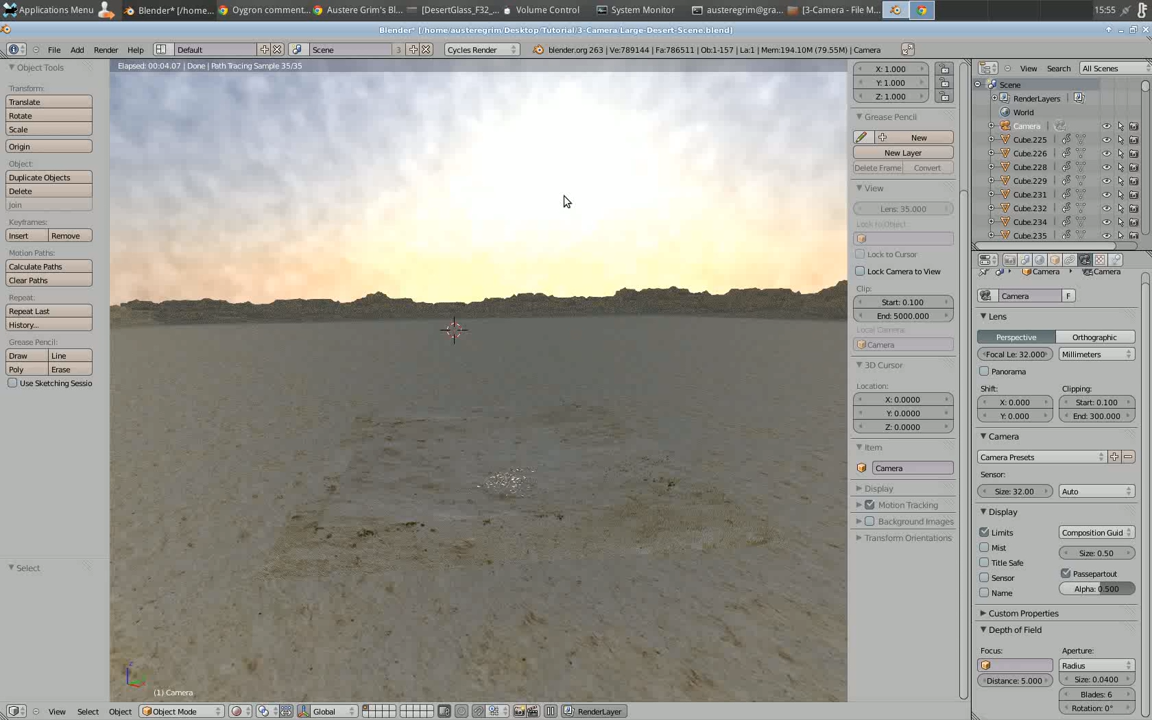 Applications Menu
Blender* [/home...
Oygron comment...
Austere Grim's Bl...
[DesertGlass_F32_...
Volume Control
System Monitor
austeregrim@gra...
[3-Camera - File M...
15:55
Blender* [/home/austeregrim/Desktop Tutorial/3-Camera Large-Desert-Scene.blend]
File Add Render Help
Default
Scene
3
Cycles Render
blender.org 263 | Ve:789144 | Fa:786511 | Ob:1-157 | La:1 | Mem:194.10M (79.55M) | Camera
Object Tools
Transform:
Translate
Rotate
Scale
Origin
Object:
Duplicate Objects
Delete
Join
Keyframes:
Insert Remove
Motion Paths:
Calculate Paths
Clear Paths
Repeat:
Repeat Last
History...
Grease Pencil:
Draw Line
Poly Erase
Use Sketching Sessio
Select
Elapsed: 00:04.07 | Done | Path Tracing Sample 35/35
(1) Camera
X: 1.000
Y: 1.000
Z: 1.000
Grease Pencil
New
New Layer
Delete Frame Convert
View
Lens: 35.000
Lock to Object:
Lock to Cursor
Lock Camera to View
Clip:
Start: 0.100
End: 5000.000
Local Camera:
Camera
3D Cursor
Location:
X: 0.0000
Y: 0.0000
Z: 0.0000
Item
Camera
Display
Motion Tracking
Background Images
Transform Orientations
View Search All Scenes
Scene
RenderLayers
World
Camera
Cube.225
Cube.226
Cube.228
Cube.229
Cube.231
Cube.232
Cube.234
Cube.235
Camera Camera
Camera F
Lens
Perspective Orthographic
Focal Le: 32.000 Millimeters
Panorama
Shift: Clipping:
X: 0.000 Start: 0.100
Y: 0.000 End: 300.000
Camera
Camera Presets
Sensor:
Size: 32.00 Auto
Display
Limits Composition Guid
Mist Size: 0.50
Title Safe
Sensor Passepartout
Name Alpha: 0.500
Custom Properties
Depth of Field
Focus: Aperture:
Radius
Distance: 5.000 Size: 0.0400
Blades: 6
Rotation: 0°
View Select Object
Object Mode
Global
RenderLayer